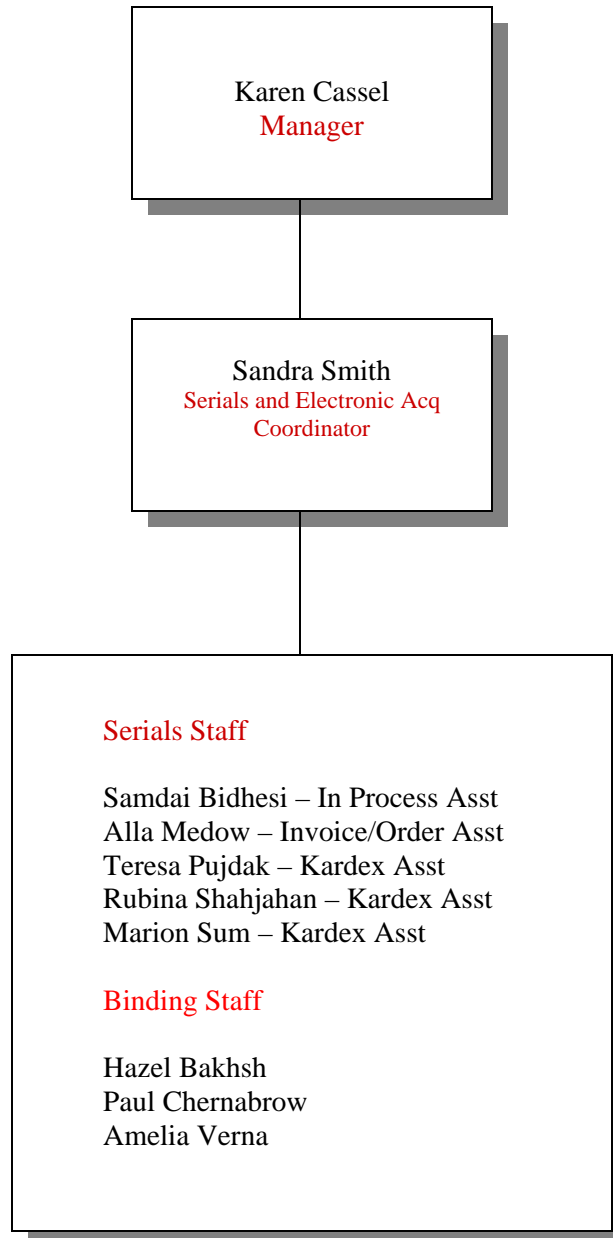 Karen Cassel
Manager
Sandra Smith
Serials and Electronic Acq
Coordinator
Serials Staff
Samdai Bidhesi – In Process Asst
Alla Medow – Invoice/Order Asst
Teresa Pujdak – Kardex Asst
Rubina Shahjahan – Kardex Asst
Marion Sum – Kardex Asst
Binding Staff
Hazel Bakhsh
Paul Chernabrow
Amelia Verna